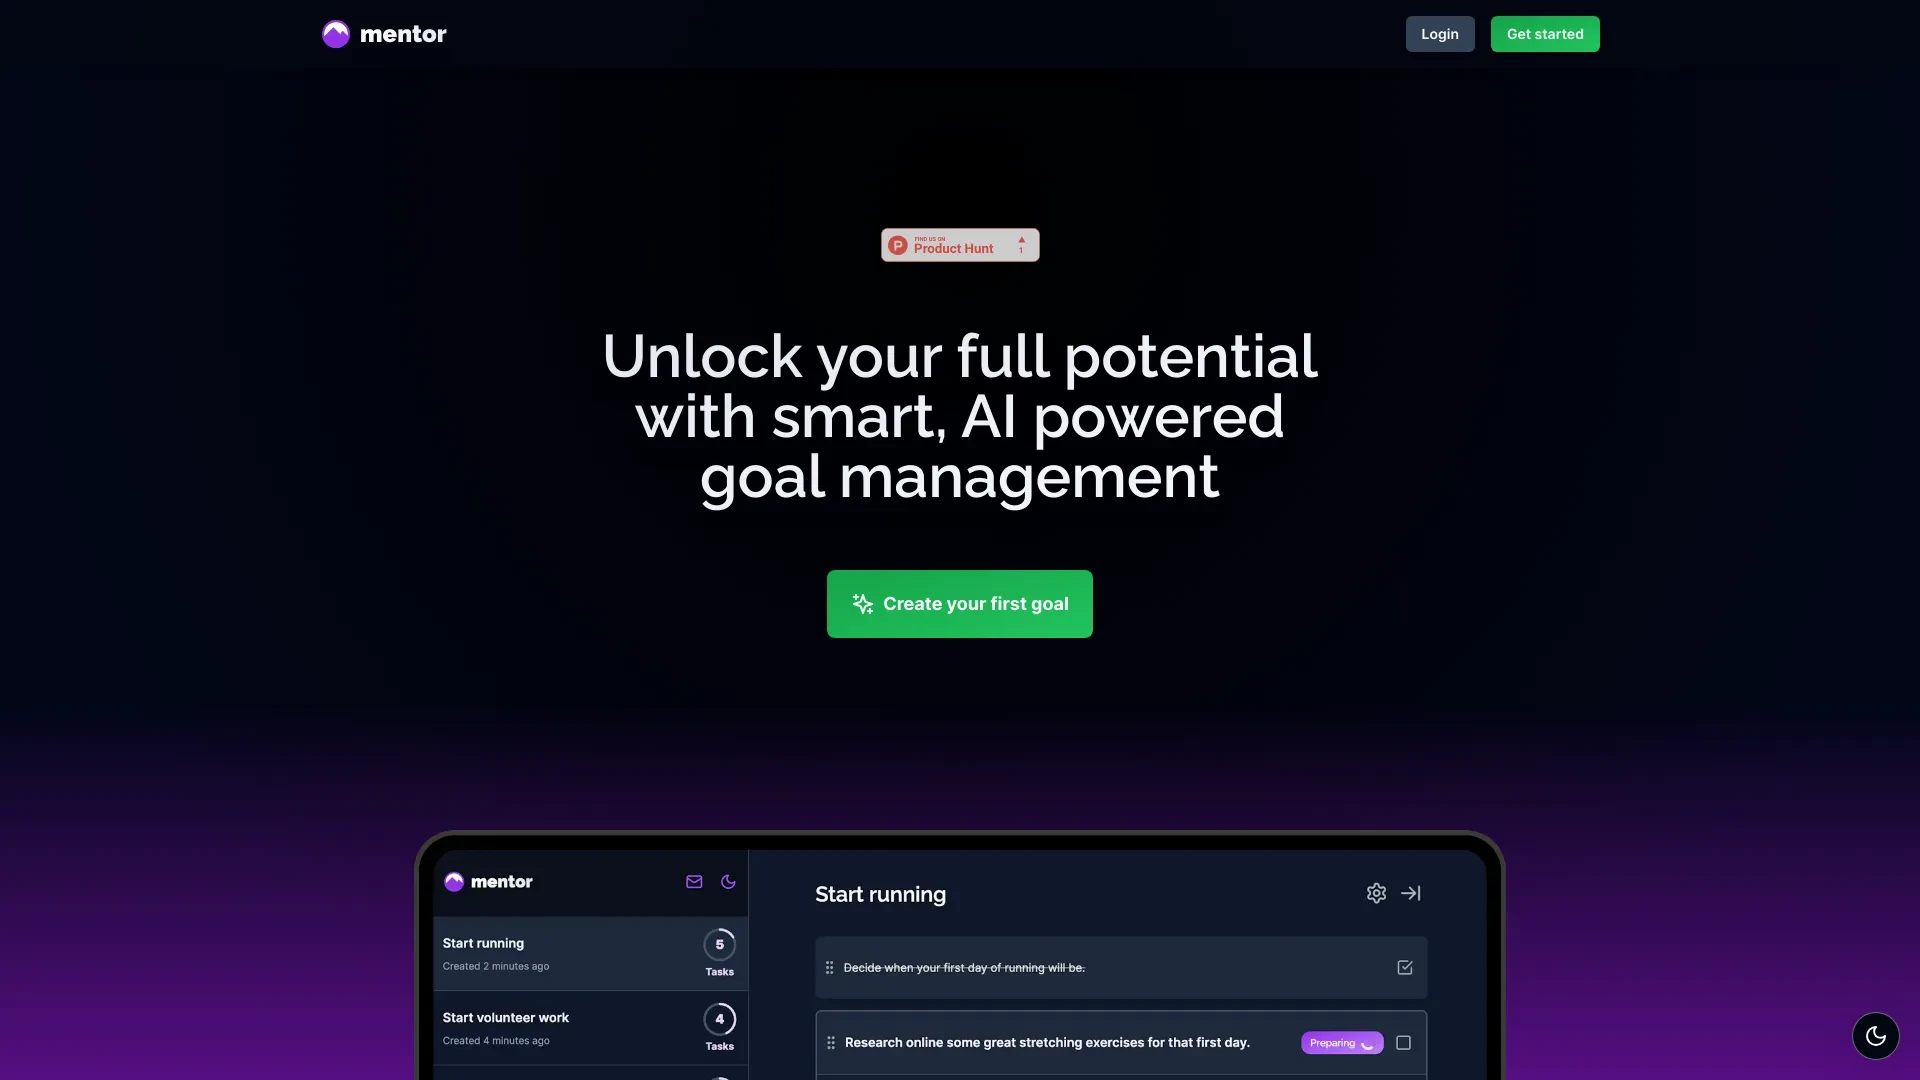 mentor
Login
Get started
FIND US ON
Product Hunt
1
Unlock your full potential
with smart, AI powered
goal management
Create your first goal
mentor
Start running
Created 2 minutes ago
5
Tasks
Start volunteer work
Created 4 minutes ago
4
Tasks
Start running
Decide when your first day of running will be.
Research online some great stretching exercises for that first day.
Preparing